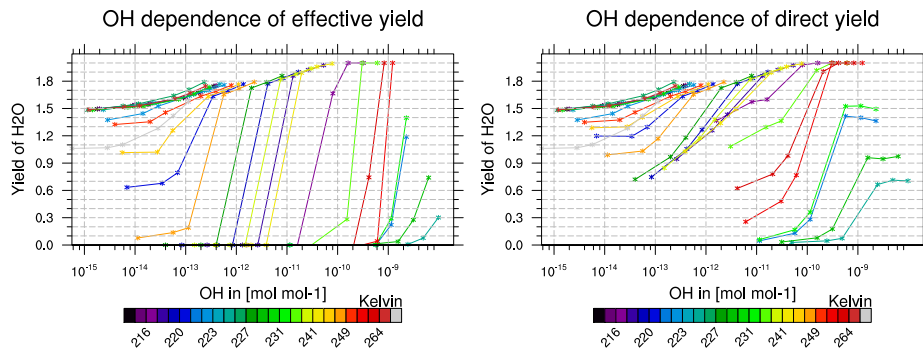 OH dependence of effective yield
Yield of H2O
1.8
1.5
1.2
0.9
0.6
0.3
0.0
10-15 10-14 10-13 10-12 10-11 10-10 10-9
OH in [mol mol-1]
Kelvin
216 220 223 227 231 241 249 264
OH dependence of direct yield
Yield of H2O
1.8
1.5
1.2
0.9
0.6
0.3
0.0
10-15 10-14 10-13 10-12 10-11 10-10 10-9
OH in [mol mol-1]
Kelvin
216 220 223 227 231 241 249 264